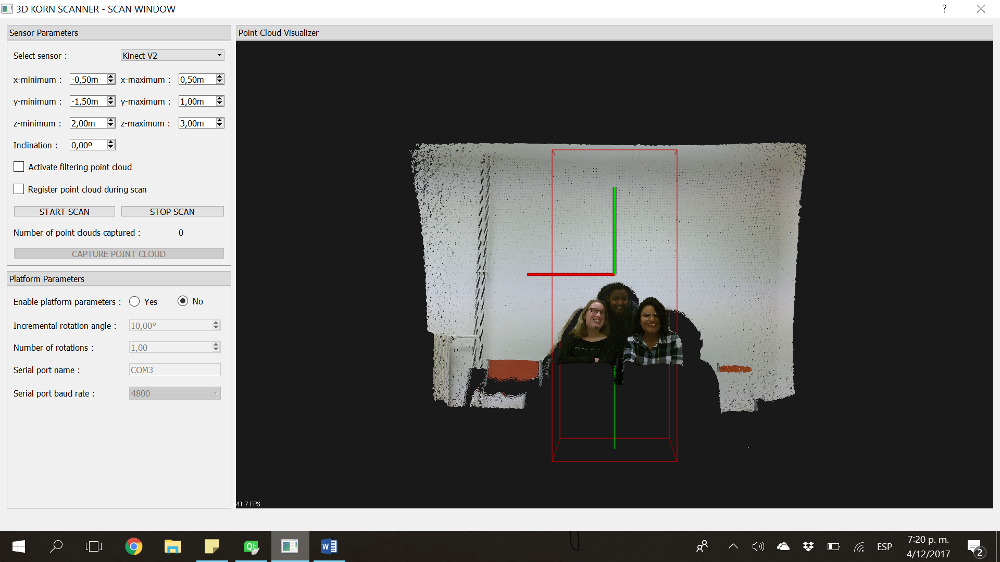 3D KORN SCANNER - SCAN WINDOW
?
Sensor Parameters
Select sensor :
Kinect V2
x-minimum :
-0,50m
x-maximum :
0,50m
y-minimum :
-1,50m
y-maximum :
1,00m
z-minimum :
2,00m
z-maximum :
3,00m
Inclination :
0,00º
Activate filtering point cloud
Register point cloud during scan
START SCAN
STOP SCAN
Number of point clouds captured :
0
CAPTURE POINT CLOUD
Platform Parameters
Enable platform parameters :
Yes
No
Incremental rotation angle :
10,00°
Number of rotations :
1,00
Serial port name :
COM3
Serial port baud rate :
4800
Point Cloud Visualizer
41.7 FPS
Qt
W
ESP
7:20 p. m.
4/12/2017
2